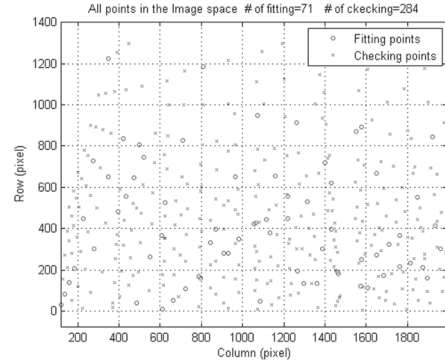 All points in the Image space # of fitting=71 # of ckecking=284
Fitting points
Checking points
1400
1200
1000
800
600
400
200
0
Row (pixel)
200 400 600 800 1000 1200 1400 1600 1800
Column (pixel)